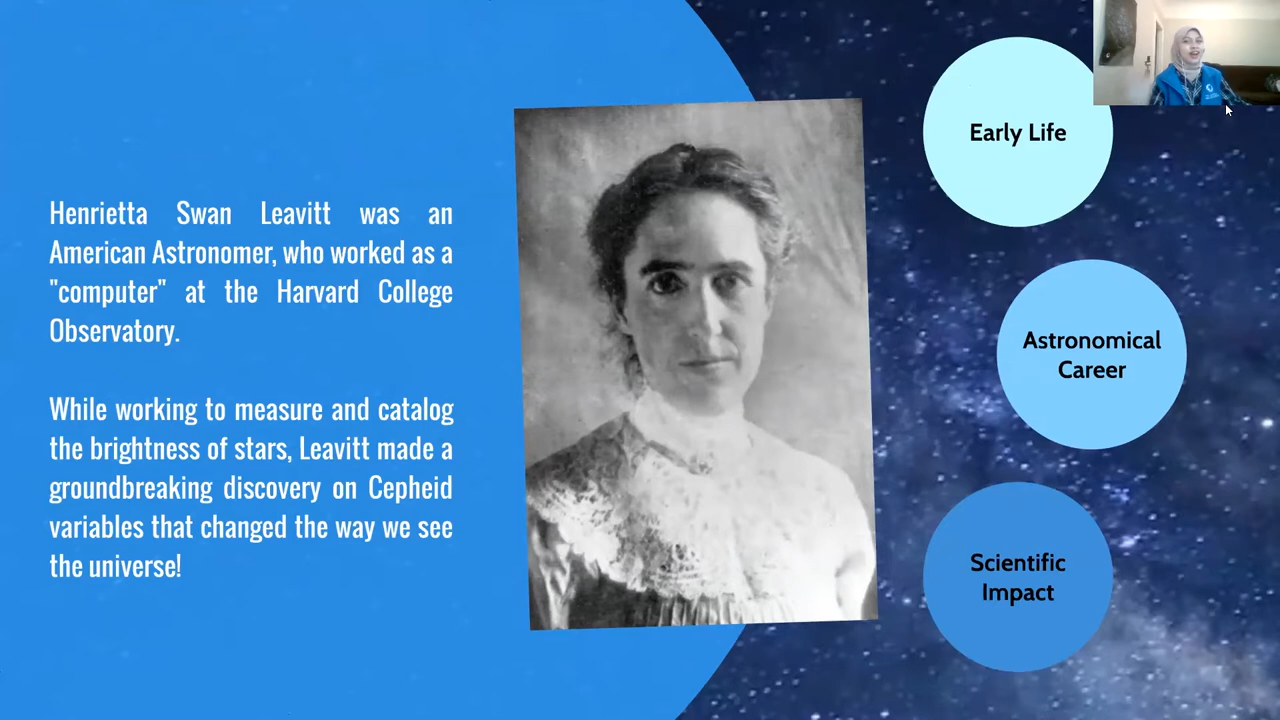 Henrietta Swan Leavitt was an
American Astronomer, who worked as a
"computer" at the Harvard College
Observatory.
While working to measure and catalog
the brightness of stars, Leavitt made a
groundbreaking discovery on Cepheid
variables that changed the way we see
the universe!
Early Life
Astronomical
Career
Scientific
Impact